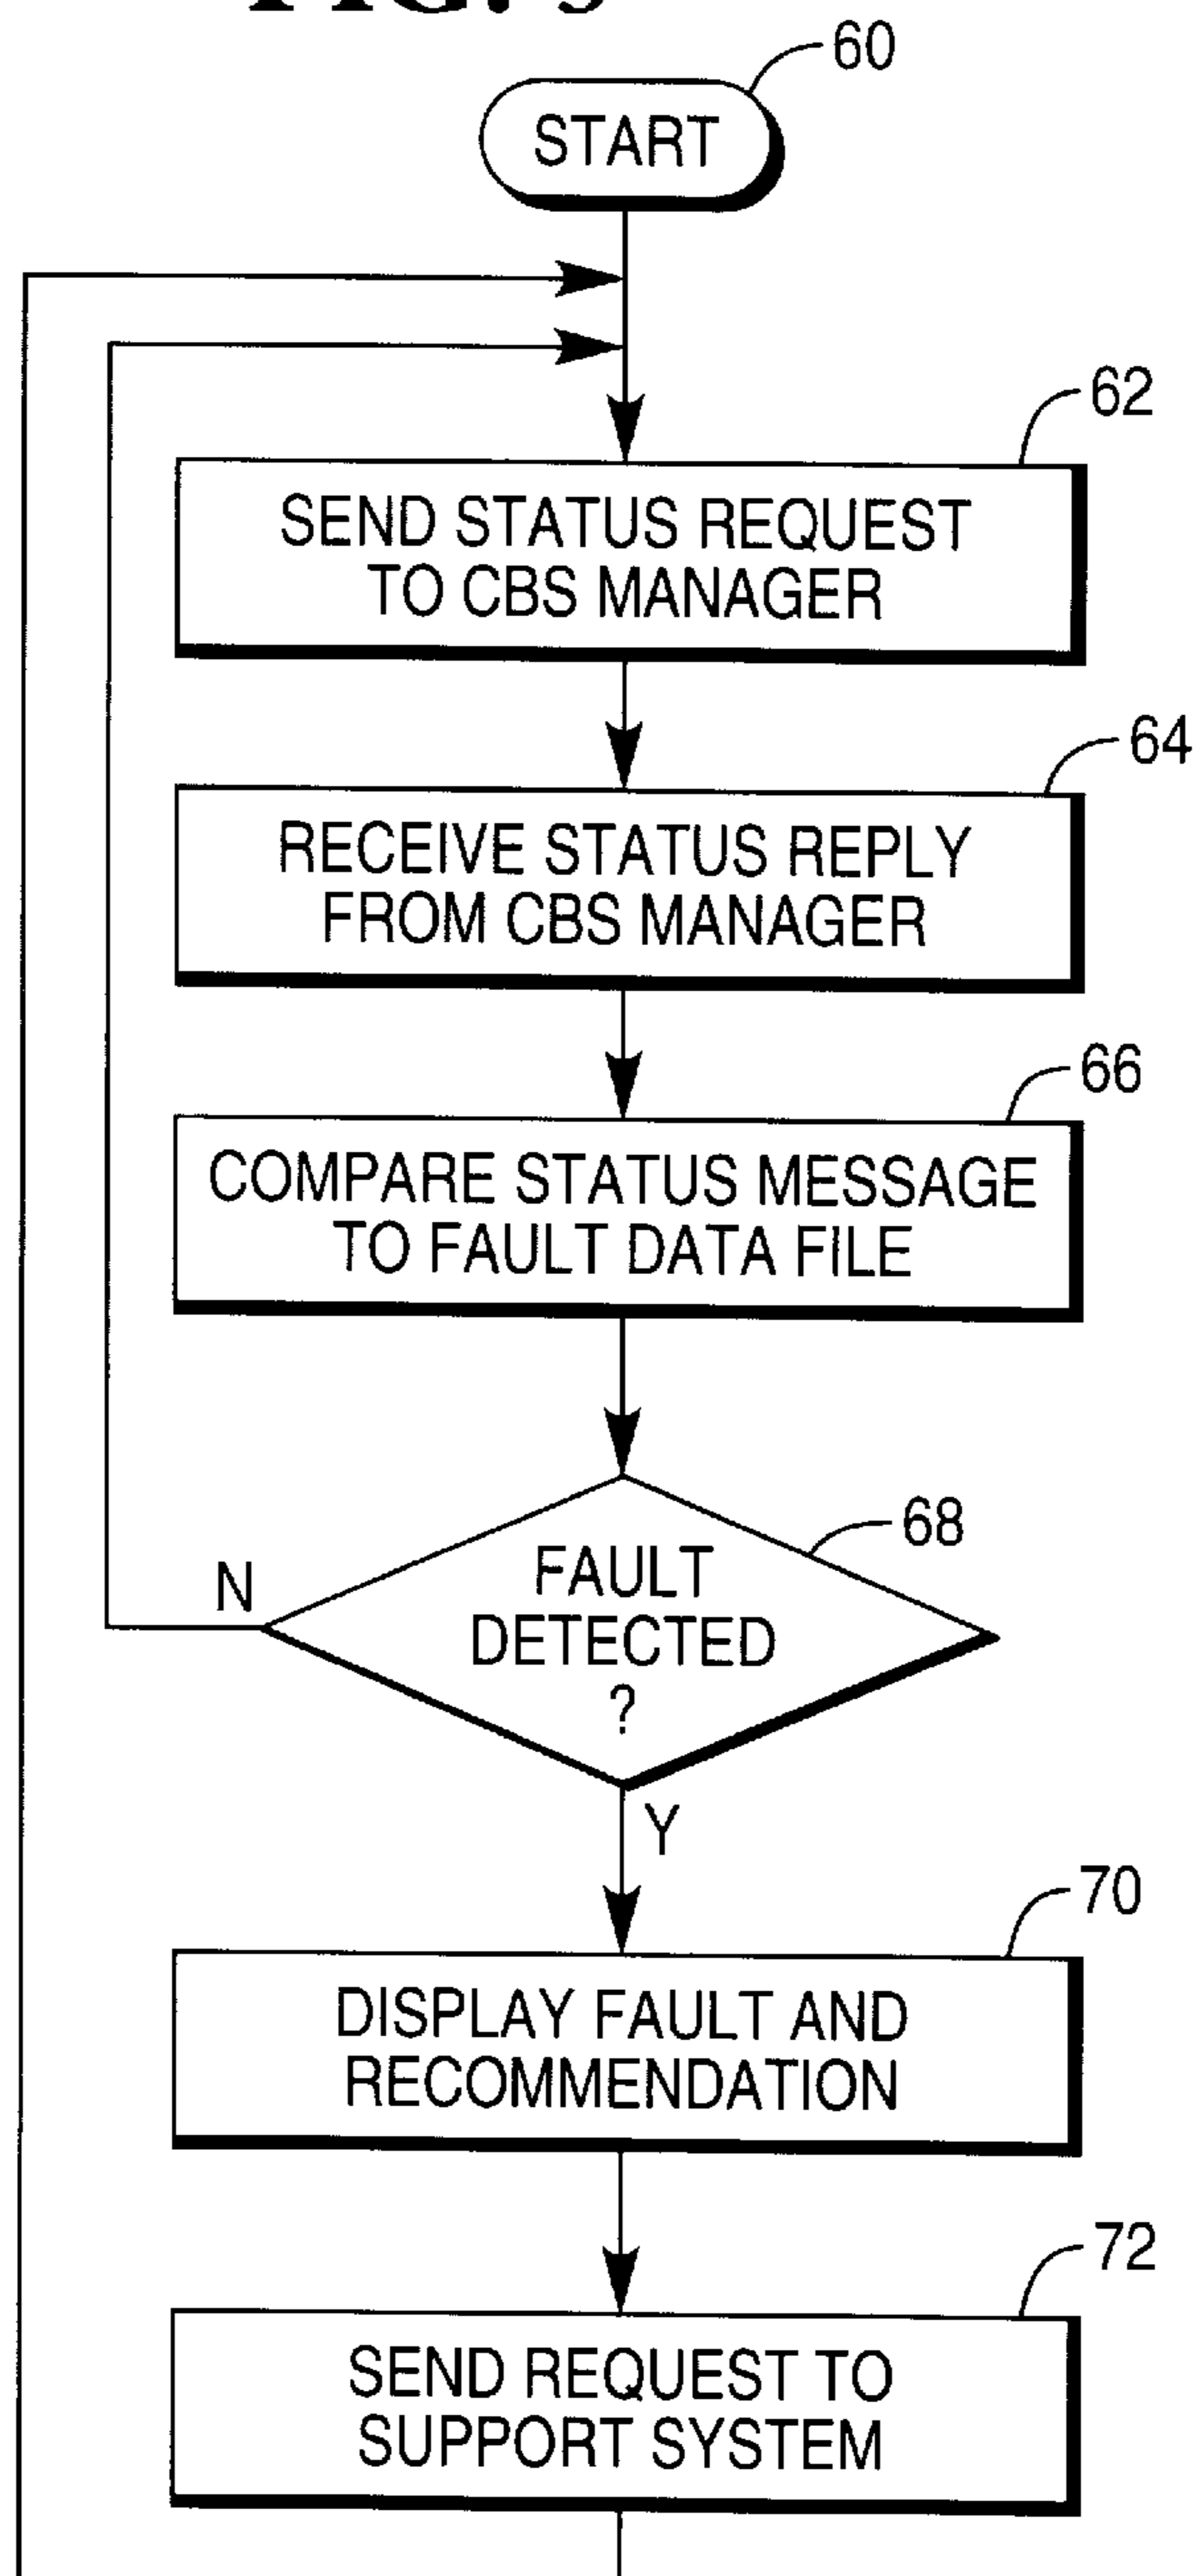 60
START
62
SEND STATUS REQUEST
TO CBS MANAGER
64
RECEIVE STATUS REPLY
FROM CBS MANAGER
66
COMPARE STATUS MESSAGE
TO FAULT DATA FILE
68
FAULT
DETECTED
?
N
Y
70
DISPLAY FAULT AND
RECOMMENDATION
72
SEND REQUEST TO
SUPPORT SYSTEM